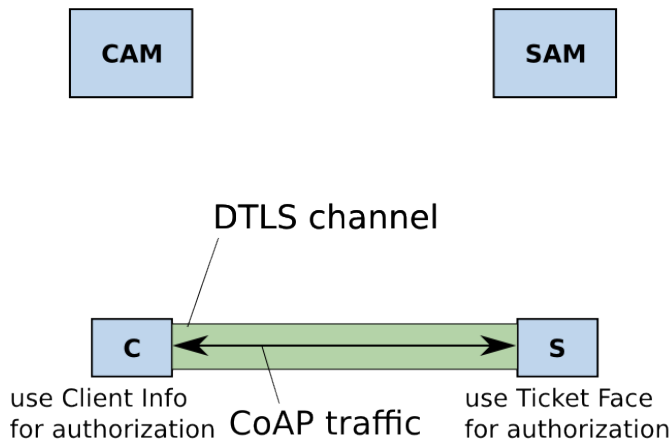 CAM
SAM
DTLS channel
C
S
use Client Info
for authorization
use Ticket Face
for authorization
CoAP traffic